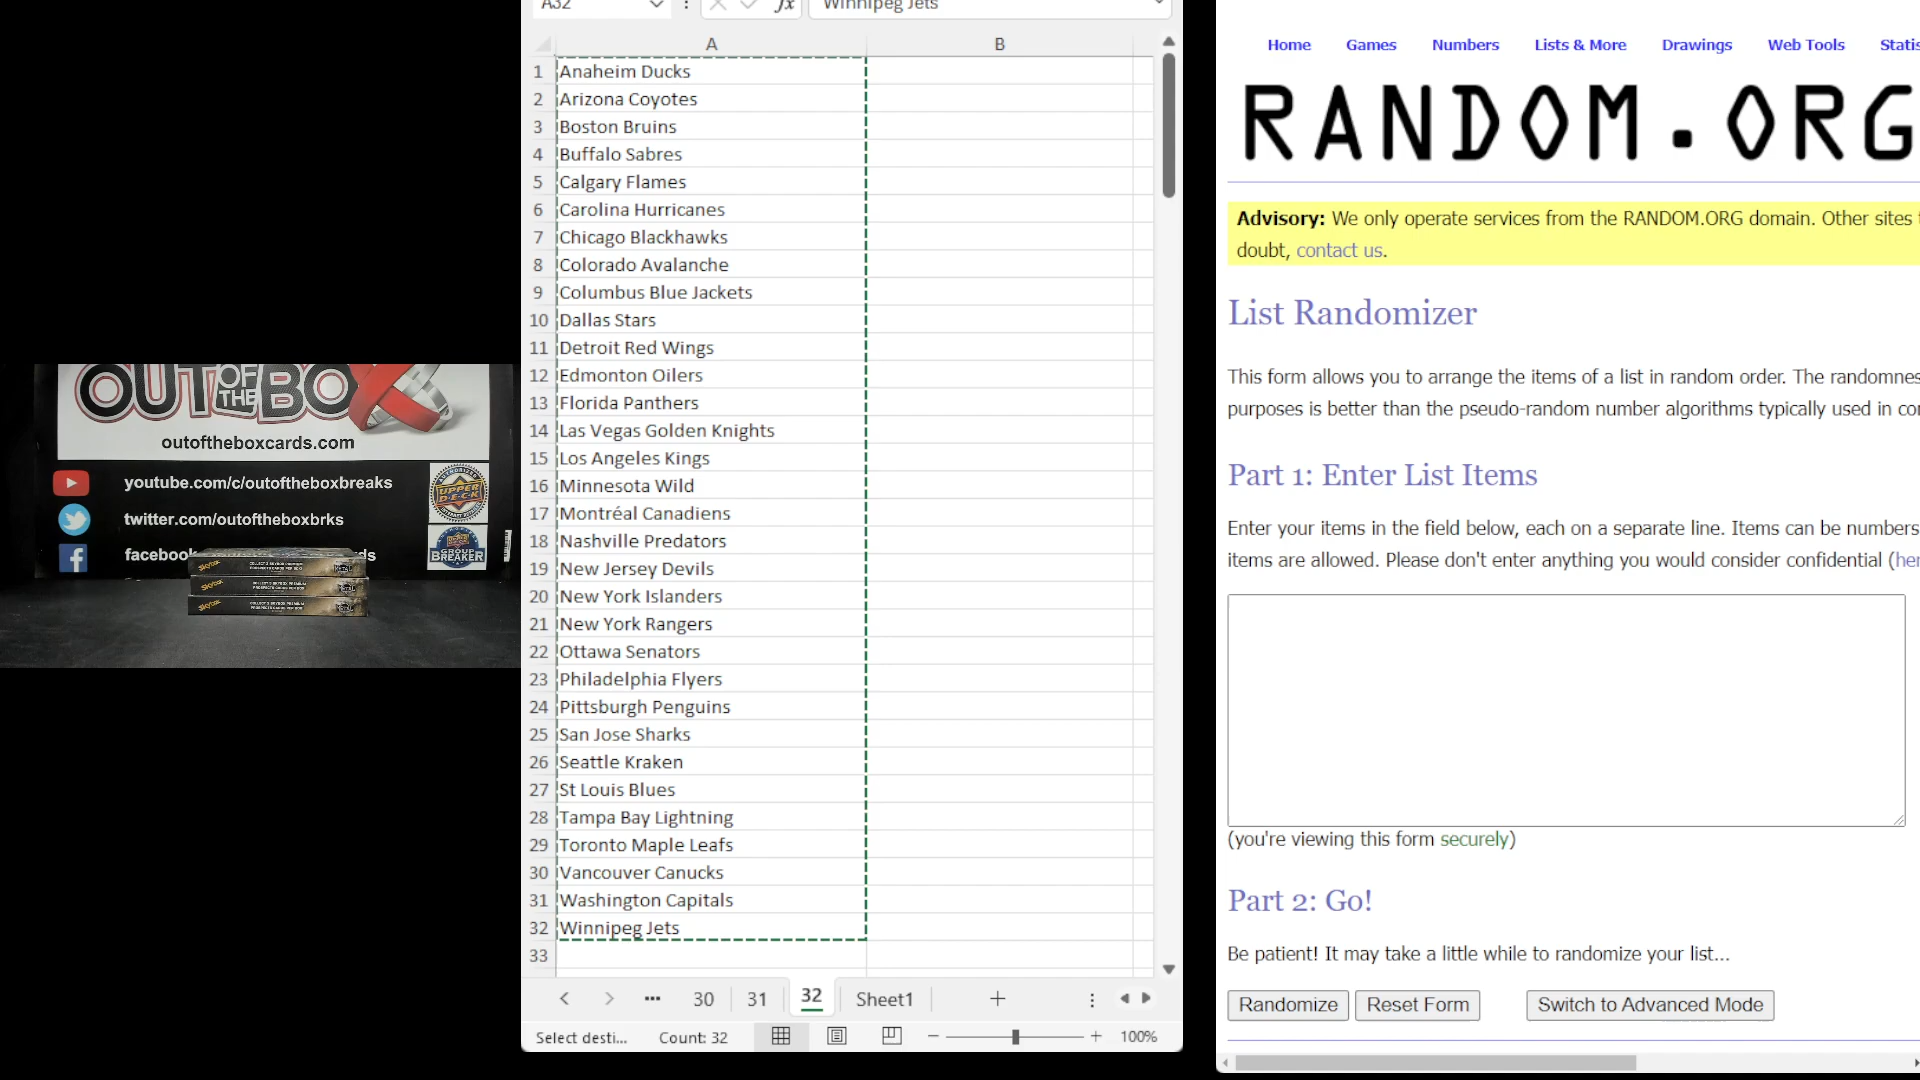 OUT OF THE BOX
outoftheboxcards.com
youtube.com/c/outoftheboxbreaks
twitter.com/outoftheboxbrks
UPPER DECK
GROUP BREAKER
Skybox
Skybox
Skybox
A32
fx
Winnipeg Jets
A
B
1 Anaheim Ducks
2 Arizona Coyotes
3 Boston Bruins
4 Buffalo Sabres
5 Calgary Flames
6 Carolina Hurricanes
7 Chicago Blackhawks
8 Colorado Avalanche
9 Columbus Blue Jackets
10 Dallas Stars
11 Detroit Red Wings
12 Edmonton Oilers
13 Florida Panthers
14 Las Vegas Golden Knights
15 Los Angeles Kings
16 Minnesota Wild
17 Montréal Canadiens
18 Nashville Predators
19 New Jersey Devils
20 New York Islanders
21 New York Rangers
22 Ottawa Senators
23 Philadelphia Flyers
24 Pittsburgh Penguins
25 San Jose Sharks
26 Seattle Kraken
27 St Louis Blues
28 Tampa Bay Lightning
29 Toronto Maple Leafs
30 Vancouver Canucks
31 Washington Capitals
32 Winnipeg Jets
33
30 31 32 Sheet1
Select desti... Count: 32 100%
Home Games Numbers Lists & More Drawings Web Tools Statis
RANDOM.ORG
Advisory: We only operate services from the RANDOM.ORG domain. Other sites
doubt, contact us.
List Randomizer
This form allows you to arrange the items of a list in random order. The randomnes
purposes is better than the pseudo-random number algorithms typically used in co
Part 1: Enter List Items
Enter your items in the field below, each on a separate line. Items can be numbers
items are allowed. Please don't enter anything you would consider confidential (her
(you're viewing this form securely)
Part 2: Go!
Be patient! It may take a little while to randomize your list...
Randomize Reset Form Switch to Advanced Mode